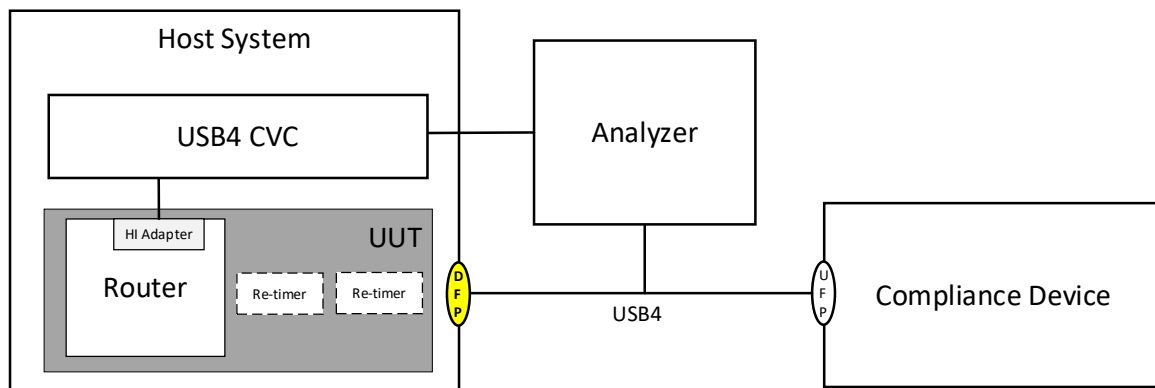 Host System
USB4 CVC
Analyzer
HI Adapter
UUT
Router
Re-timer
Re-timer
D
F
P
USB4
U
F
P
Compliance Device